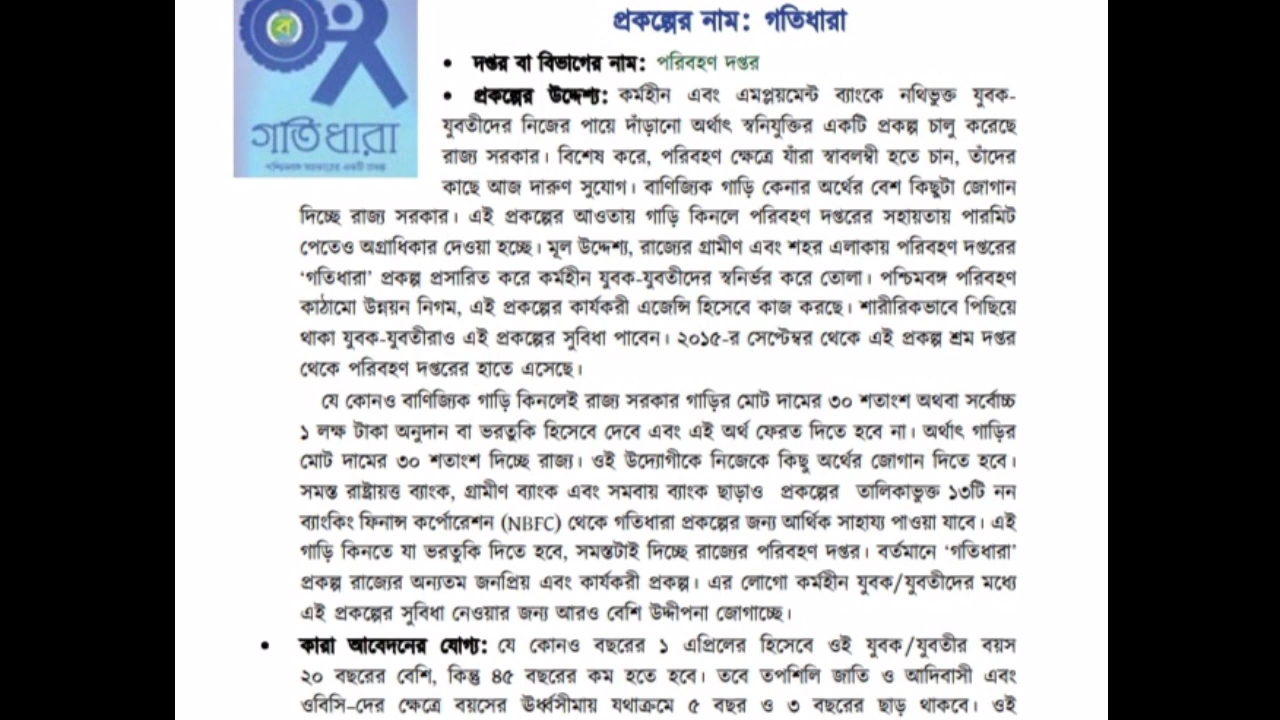 প্রকল্পের নাম: গতিধারা
• দপ্তর বা বিভাগের নাম: পরিবহণ দপ্তর
• প্রকল্পের উদ্দেশ্য: কর্মহীন এবং এমপ্লয়মেন্ট ব্যাংকে নথিভুক্ত যুবক-
যুবতীদের নিজের পায়ে দাঁড়ানো অর্থাৎ স্বনিযুক্তির একটি প্রকল্প চালু করেছে
রাজ্য সরকার। বিশেষ করে, পরিবহণ ক্ষেত্রে যাঁরা স্বাবলম্বী হতে চান, তাঁদের
কাছে আজ দারুণ সুযোগ। বাণিজ্যিক গাড়ি কেনার অর্থের বেশ কিছুটা জোগান
দিচ্ছে রাজ্য সরকার। এই প্রকল্পের আওতায় গাড়ি কিনলে পরিবহণ দপ্তরের সহায়তায় পারমিট
পেতেও অগ্রাধিকার দেওয়া হচ্ছে। মূল উদ্দেশ্য, রাজ্যের গ্রামীণ এবং শহর এলাকায় পরিবহণ দপ্তরের
‘গতিধারা’ প্রকল্প প্রসারিত করে কর্মহীন যুবক-যুবতীদের স্বনির্ভর করে তোলা। পশ্চিমবঙ্গ পরিবহণ
কাঠামো উন্নয়ন নিগম, এই প্রকল্পের কার্যকরী এজেন্সি হিসেবে কাজ করছে। শারীরিকভাবে পিছিয়ে
থাকা যুবক-যুবতীরাও এই প্রকল্পের সুবিধা পাবেন। ২০১৫-র সেপ্টেম্বর থেকে এই প্রকল্প শ্রম দপ্তর
থেকে পরিবহণ দপ্তরের হাতে এসেছে।
যে কোনও বাণিজ্যিক গাড়ি কিনলেই রাজ্য সরকার গাড়ির মোট দামের ৩০ শতাংশ অথবা সর্বোচ্চ
১ লক্ষ টাকা অনুদান বা ভরতুকি হিসেবে দেবে এবং এই অর্থ ফেরত দিতে হবে না। অর্থাৎ গাড়ির
মোট দামের ৩০ শতাংশ দিচ্ছে রাজ্য। ওই উদ্যোগীকে নিজেকে কিছু অর্থের জোগান দিতে হবে।
সমস্ত রাষ্ট্রায়ত্ত ব্যাংক, গ্রামীণ ব্যাংক এবং সমবায় ব্যাংক ছাড়াও প্রকল্পের তালিকাভুক্ত ১৩টি নন
ব্যাংকিং ফিনান্স কর্পোরেশন (NBFC) থেকে গতিধারা প্রকল্পের জন্য আর্থিক সাহায্য পাওয়া যাবে। এই
গাড়ি কিনতে যা ভরতুকি দিতে হবে, সমস্তটাই দিচ্ছে রাজ্যের পরিবহণ দপ্তর। বর্তমানে ‘গতিধারা’
প্রকল্প রাজ্যের অন্যতম জনপ্রিয় এবং কার্যকরী প্রকল্প। এর লোগো কর্মহীন যুবক/যুবতীদের মধ্যে
এই প্রকল্পের সুবিধা নেওয়ার জন্য আরও বেশি উদ্দীপনা জোগাচ্ছে।
• কারা আবেদনের যোগ্য: যে কোনও বছরের ১ এপ্রিলের হিসেবে ওই যুবক/যুবতীর বয়স
২০ বছরের বেশি, কিন্তু ৪৫ বছরের কম হতে হবে। তবে তপশিলি জাতি ও আদিবাসী এবং
ওবিসি-দের ক্ষেত্রে বয়সের ঊর্ধ্বসীমায় যথাক্রমে ৫ বছর ও ৩ বছরের ছাড় থাকবে। ওই
ব
গতিধারা
পশ্চিমবঙ্গ সরকারের একটি প্রকল্প